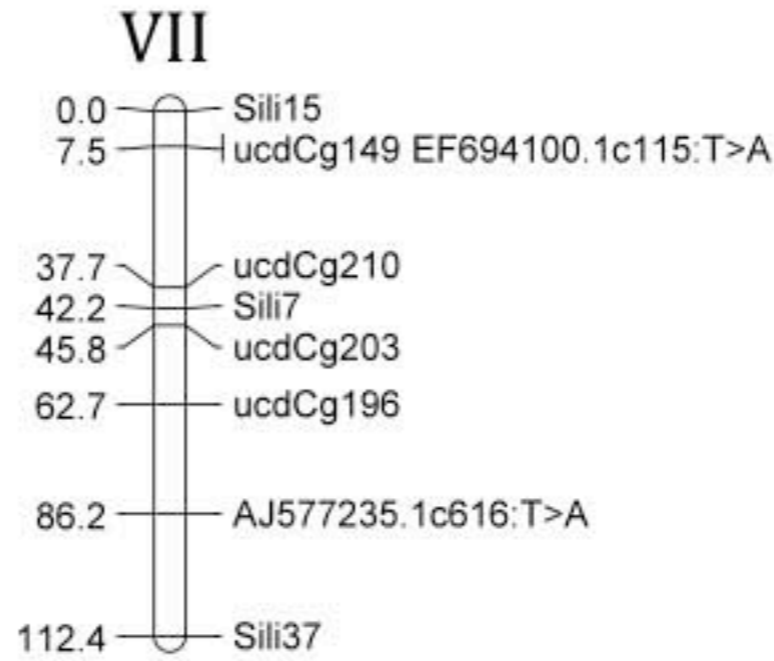 VII
0.0 Sili15
7.5 ucdCg149 EF694100.1c115:T>A
37.7 ucdCg210
42.2 Sili7
45.8 ucdCg203
62.7 ucdCg196
86.2 AJ577235.1c616:T>A
112.4 Sili37